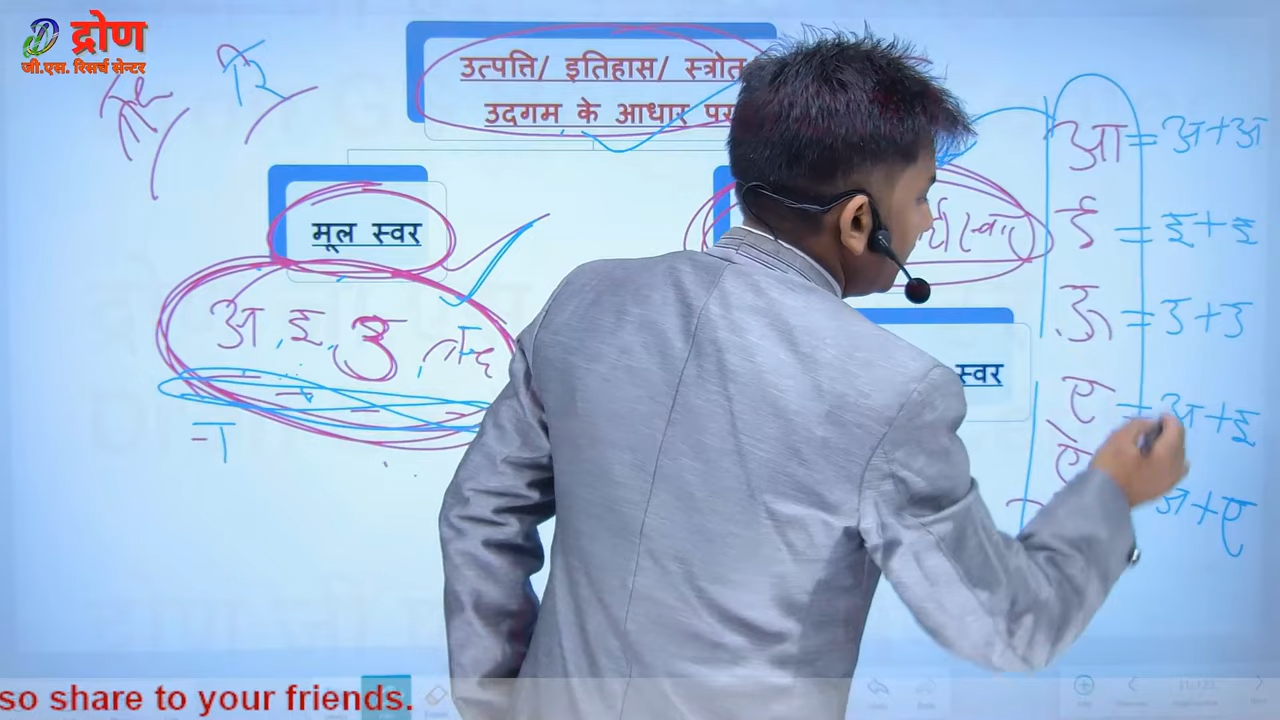 द्रोण
जी.एस. रिसर्च सेन्टर
उत्पत्ति/ इतिहास/ स्त्रोत
उदगम के आधार पर
मूल स्वर
अ, इ, उ
स्वर
आ = अ+अ
ई = इ+इ
ऊ = उ+उ
ए = अ+इ
ऐ
अ+ए
so share to your friends.